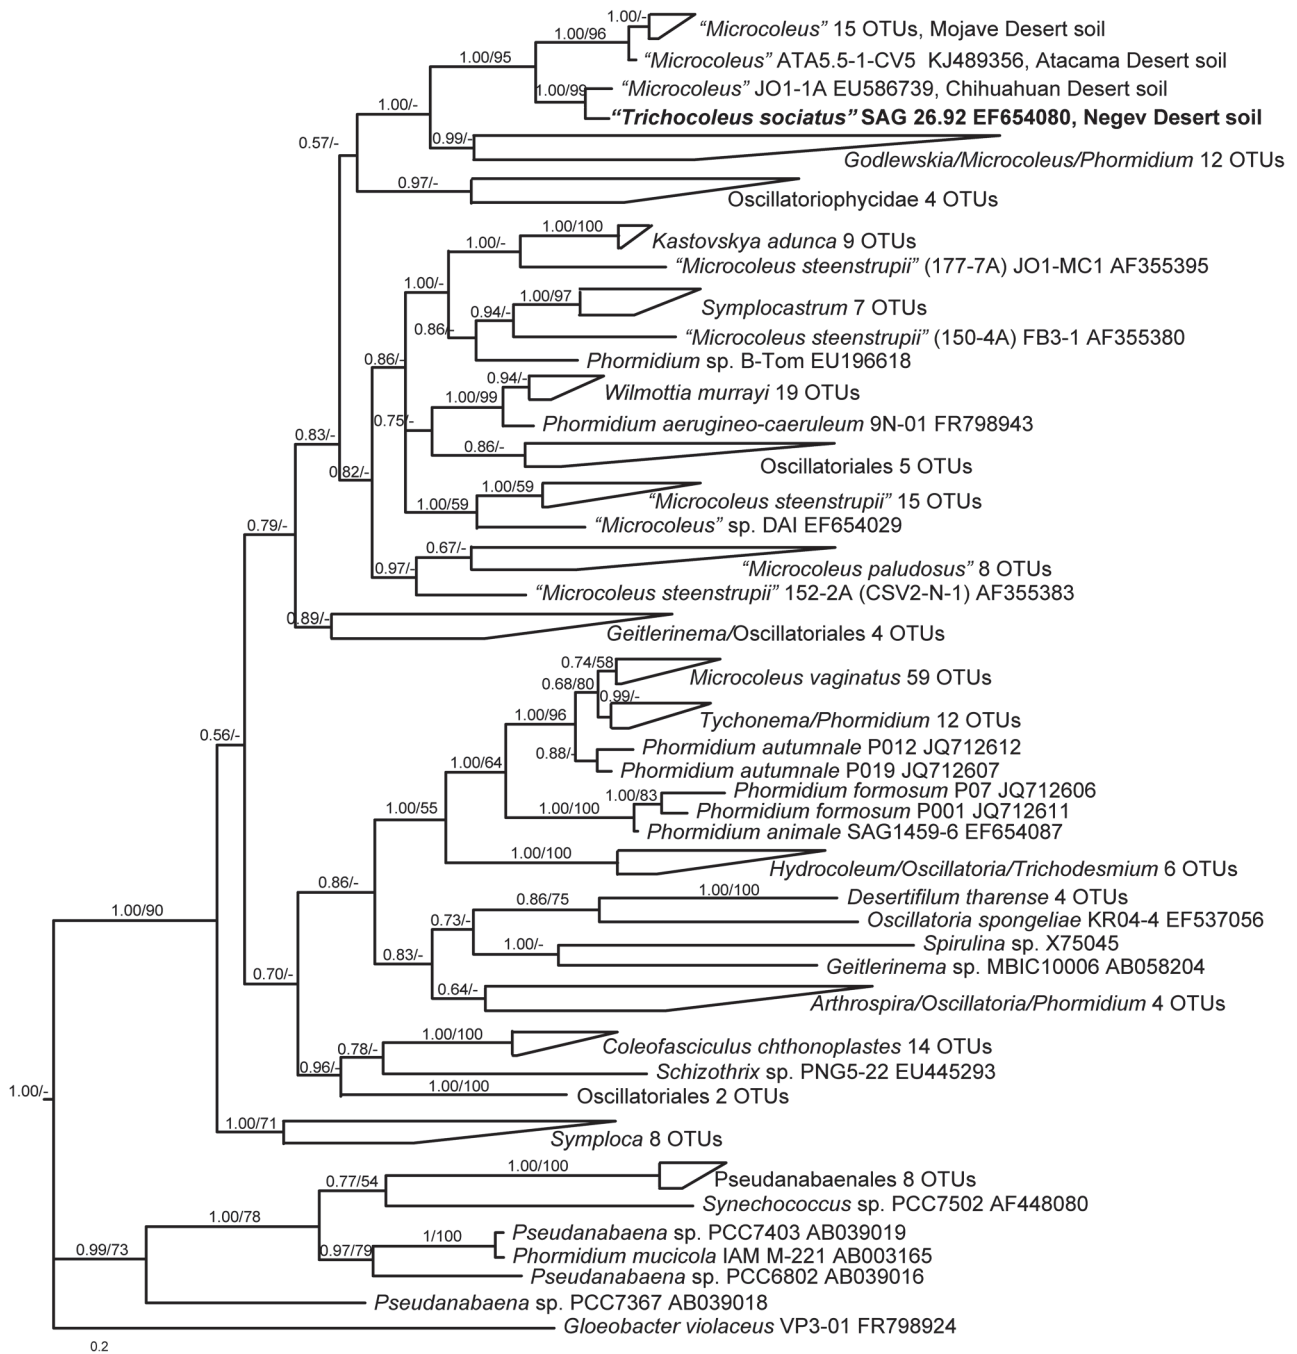 1.00/-
“Microcoleus” 15 OTUs, Mojave Desert soil
1.00/96
1.00/95
“Microcoleus” ATA5.5-1-CV5 KJ489356, Atacama Desert soil
“Microcoleus” JO1-1A EU586739, Chihuahuan Desert soil
1.00/99
1.00/-
“Trichocoleus sociatus” SAG 26.92 EF654080, Negev Desert soil
0.57/-
0.99/-
Godlewskia/Microcoleus/Phormidium 12 OTUs
0.97/-
Oscillatoriophycidae 4 OTUs
1.00/100
1.00/-
Kastovskya adunca 9 OTUs
“Microcoleus steenstrupii” (177-7A) JO1-MC1 AF355395
1.00/-
1.00/97
0.94/-
Symplocastrum 7 OTUs
0.86/-
“Microcoleus steenstrupii” (150-4A) FB3-1 AF355380
0.86/-
Phormidium sp. B-Tom EU196618
0.94/-
1.00/99
Wilmottia murrayi 19 OTUs
0.75/-
Phormidium aerugineo-caeruleum 9N-01 FR798943
0.83/-
0.86/-
Oscillatoriales 5 OTUs
0.82/-
1.00/59
1.00/59
“Microcoleus steenstrupii” 15 OTUs
0.79/-
“Microcoleus” sp. DAI EF654029
0.67/-
0.97/-
“Microcoleus paludosus” 8 OTUs
“Microcoleus steenstrupii” 152-2A (CSV2-N-1) AF355383
0.89/-
Geitlerinema/Oscillatoriales 4 OTUs
0.74/58
0.68/80
Microcoleus vaginatus 59 OTUs
0.99/-
1.00/96
Tychonema/Phormidium 12 OTUs
0.56/-
0.88/-
Phormidium autumnale P012 JQ712612
1.00/64
Phormidium autumnale P019 JQ712607
1.00/83
Phormidium formosum P07 JQ712606
1.00/55
1.00/100
Phormidium formosum P001 JQ712611
Phormidium animale SAG1459-6 EF654087
1.00/100
Hydrocoleum/Oscillatoria/Trichodesmium 6 OTUs
0.86/-
0.86/75
1.00/100
Desertifilum tharense 4 OTUs
1.00/90
0.73/-
Oscillatoria spongeliae KR04-4 EF537056
0.83/-
1.00/-
Spirulina sp. X75045
0.70/-
Geitlerinema sp. MBIC10006 AB058204
0.64/-
Arthrospira/Oscillatoria/Phormidium 4 OTUs
1.00/100
0.78/-
Coleofasciculus chthonoplastes 14 OTUs
0.96/-
Schizothrix sp. PNG5-22 EU445293
1.00/-
1.00/100
Oscillatoriales 2 OTUs
1.00/71
Symploca 8 OTUs
1.00/100
0.77/54
Pseudanabaenales 8 OTUs
Synechococcus sp. PCC7502 AF448080
1.00/78
Pseudanabaena sp. PCC7403 AB039019
1/100
0.99/73
0.97/79
Phormidium mucicola IAM M-221 AB003165
Pseudanabaena sp. PCC6802 AB039016
Pseudanabaena sp. PCC7367 AB039018
Gloeobacter violaceus VP3-01 FR798924
0.2